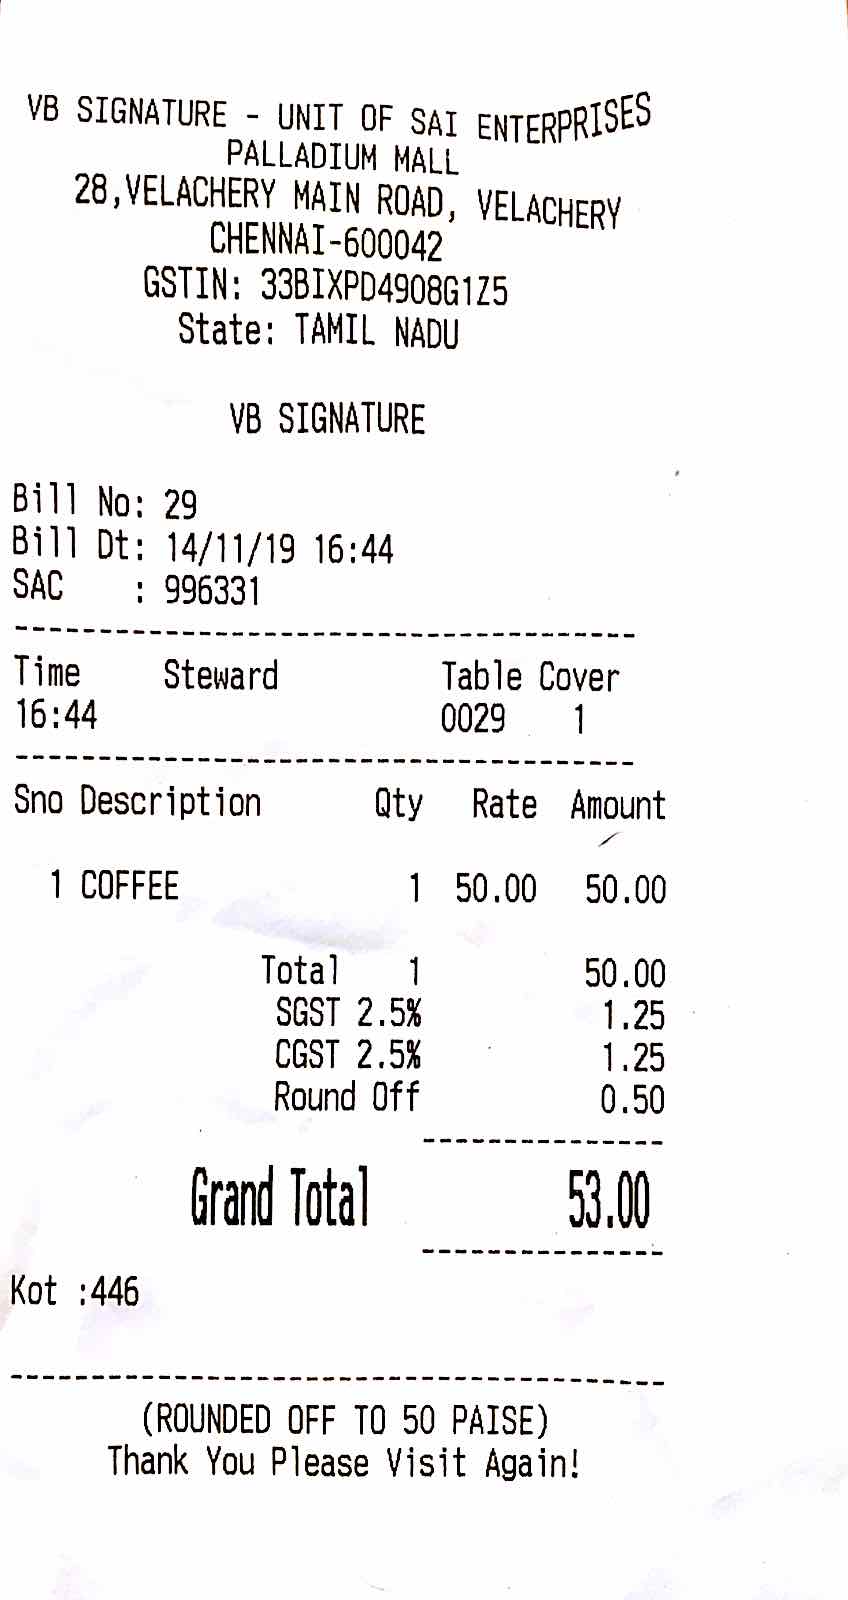 VB SIGNATURE - UNIT OF SAI ENTERPRISES
PALLADIUM MALL
28,VELACHERY MAIN ROAD, VELACHERY
CHENNAI-600042
GSTIN: 33BIXPD4908G1Z5
State: TAMIL NADU
VB SIGNATURE
Bill No: 29
Bill Dt: 14/11/19 16:44
SAC : 996331
------------------------------------
Time Steward Table Cover
16:44 0029 1
------------------------------------
Sno Description Qty Rate Amount
1 COFFEE 1 50.00 50.00
Total 1 50.00
SGST 2.5% 1.25
CGST 2.5% 1.25
Round Off 0.50
---------------
Grand Total 53.00
---------------
Kot :446
----------------------------------------
(ROUNDED OFF TO 50 PAISE)
Thank You Please Visit Again!